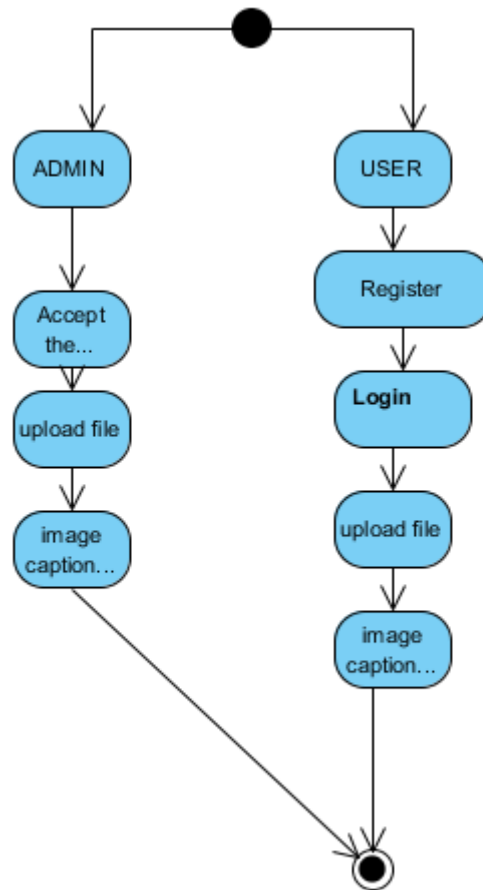 ADMIN
USER
Register
Accept
the...
Login
upload file
upload file
image
caption...
image
caption...